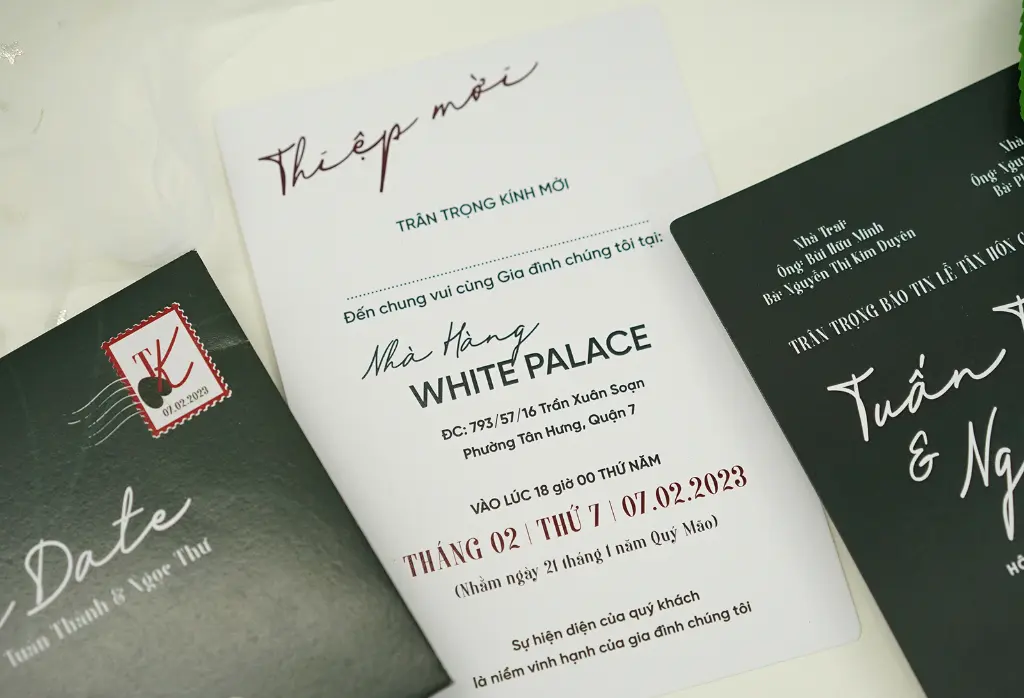 Thiệp mời
TRÂN TRỌNG KÍNH MỜI
Đến chung vui cùng Gia đình chúng tôi tại:
Nhà Hàng
WHITE PALACE
ĐC: 793/57/16 Trần Xuân Soạn
Phường Tân Hưng, Quận 7
VÀO LÚC 18 giờ 00 THỨ NĂM
THÁNG 02 | THỨ 7 | 07.02.2023
(Nhằm ngày 21 tháng 1 năm Quý Mão)
Sự hiện diện của quý khách
là niềm vinh hạnh của gia đình chúng tôi
TK
07.02.2023
Date
Tuấn Thành & Ngọc Thư
Nhà Trai:
Ông: Bùi Hữu Minh
Bà: Nguyễn Thị Kim Duyên
Nhà
Ông:
Bà:
TRÂN TRỌNG BÁO TIN LỄ TÂN HÔN
Tuấn
&